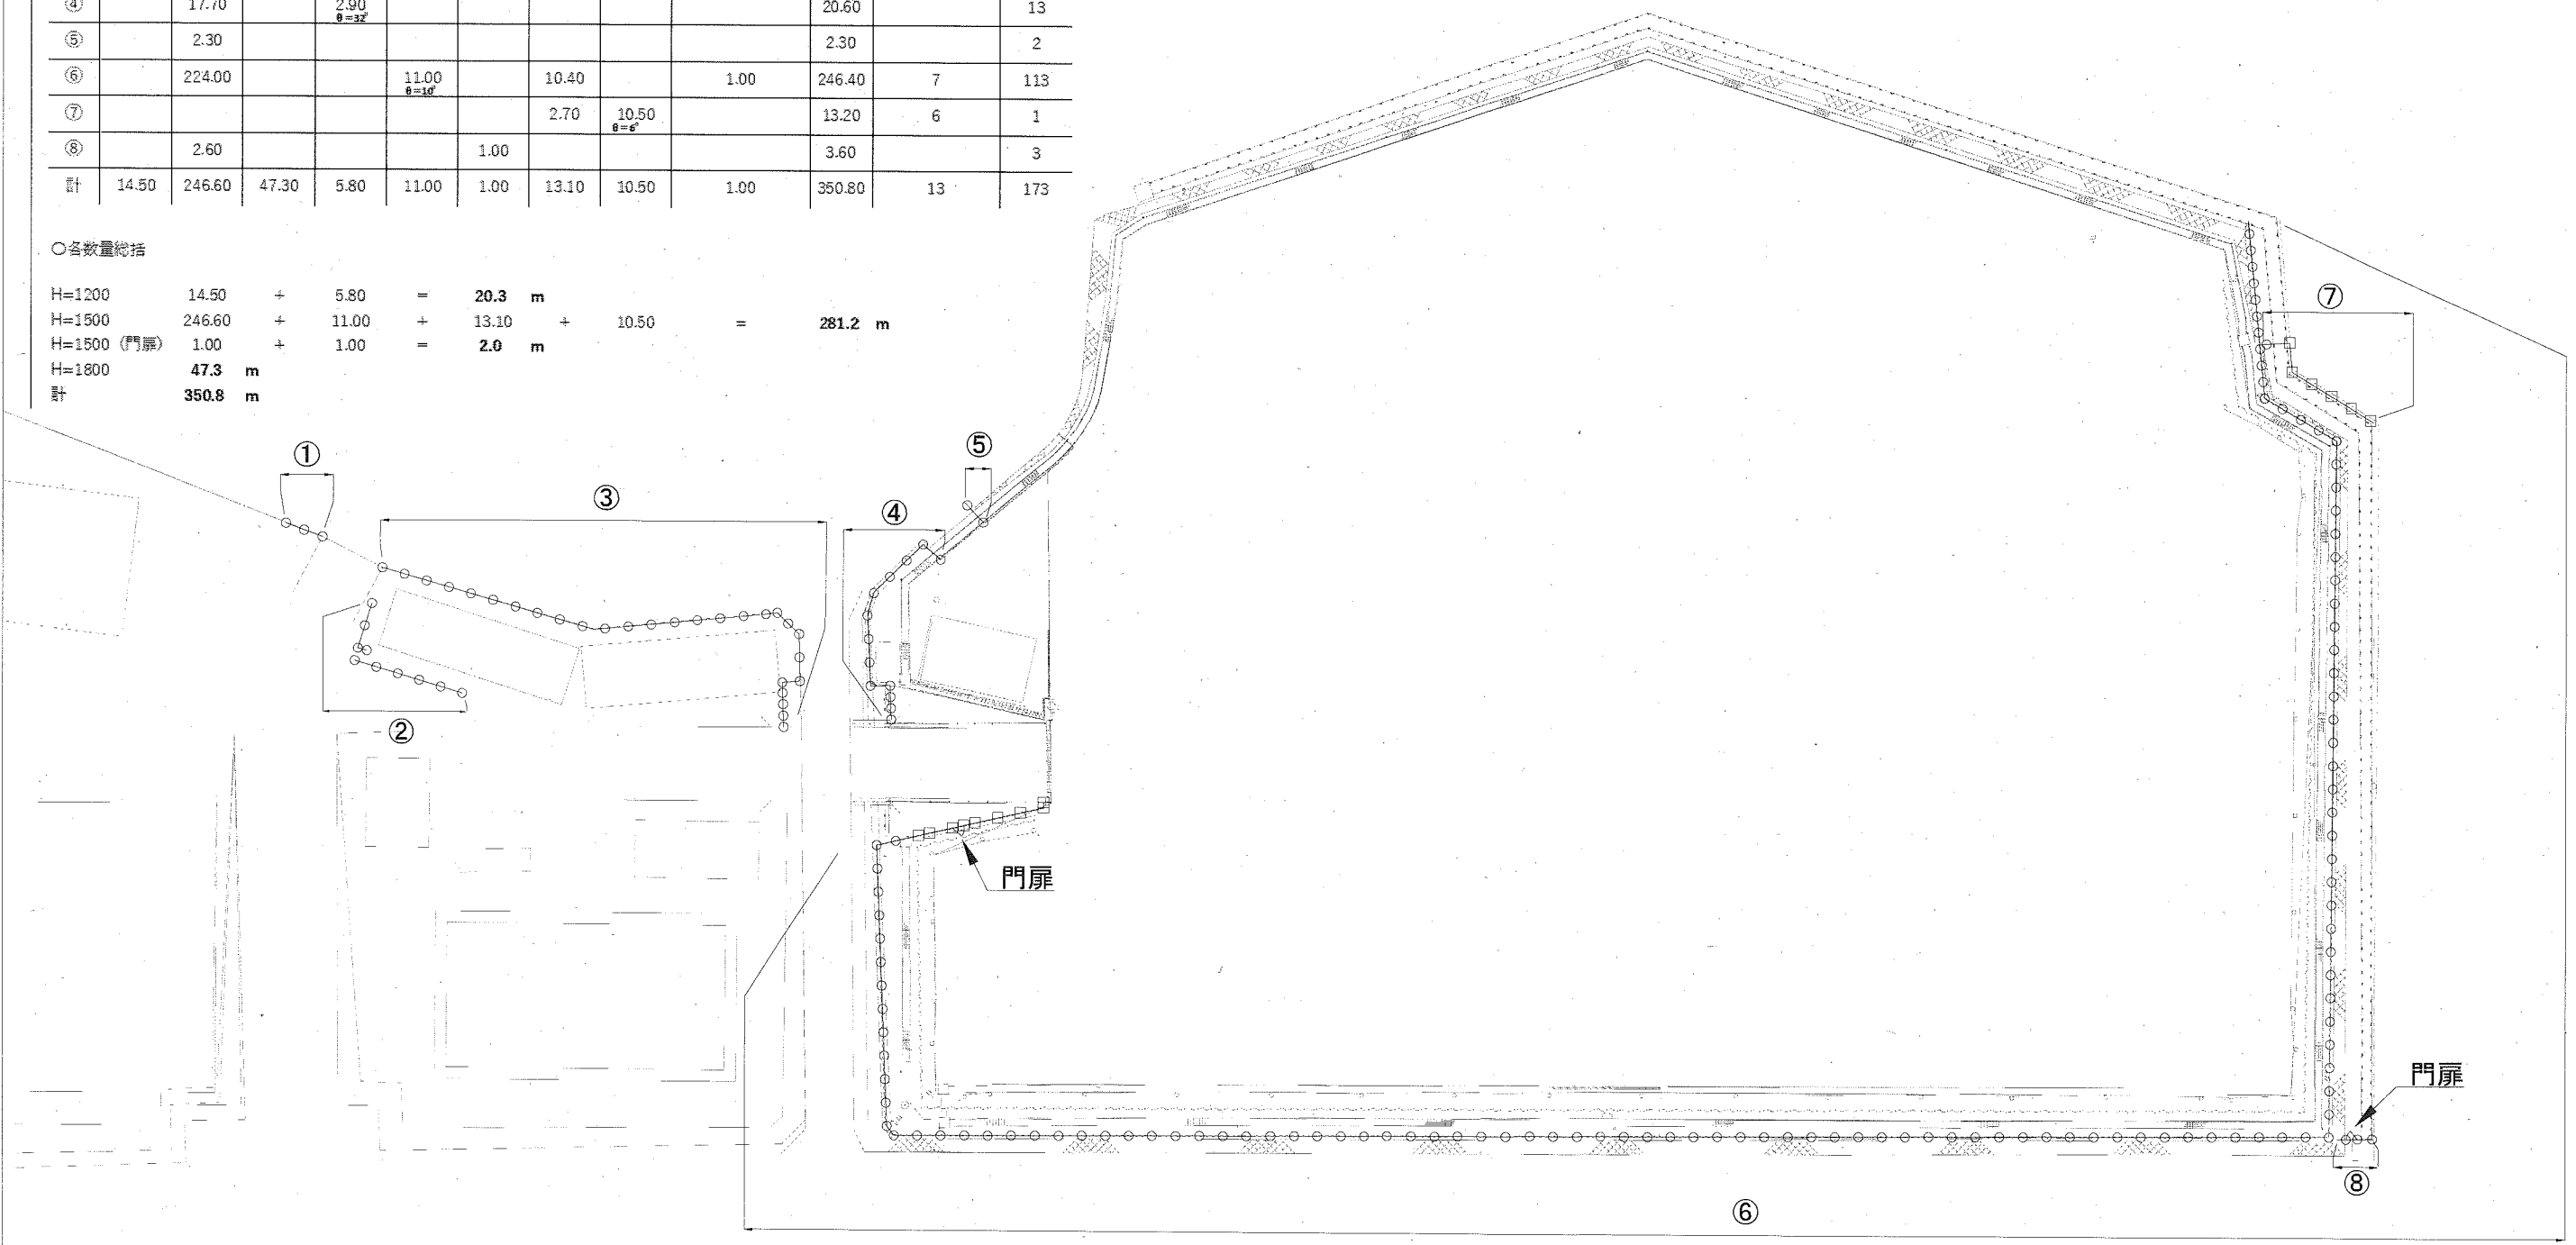 ④ 17.70 2.90 20.60 13
θ=32°
⑤ 2.30 2.30 2
⑥ 224.00 11.00 10.40 1.00 246.40 7 113
θ=10°
⑦ 2.70 10.50 13.20 6 1
θ=6°
⑧ 2.60 1.00 3.60 3
計 14.50 246.60 47.30 5.80 11.00 1.00 13.10 10.50 1.00 350.80 13 173
○各数量総括
H=1200 14.50 + 5.80 = 20.3 m
H=1500 246.60 + 11.00 + 13.10 + 10.50 = 281.2 m
H=1500（門扉） 1.00 + 1.00 = 2.0 m
H=1800 47.3 m
計 350.8 m
⑦
①
⑤
③
④
②
門扉
門扉
⑧
⑥